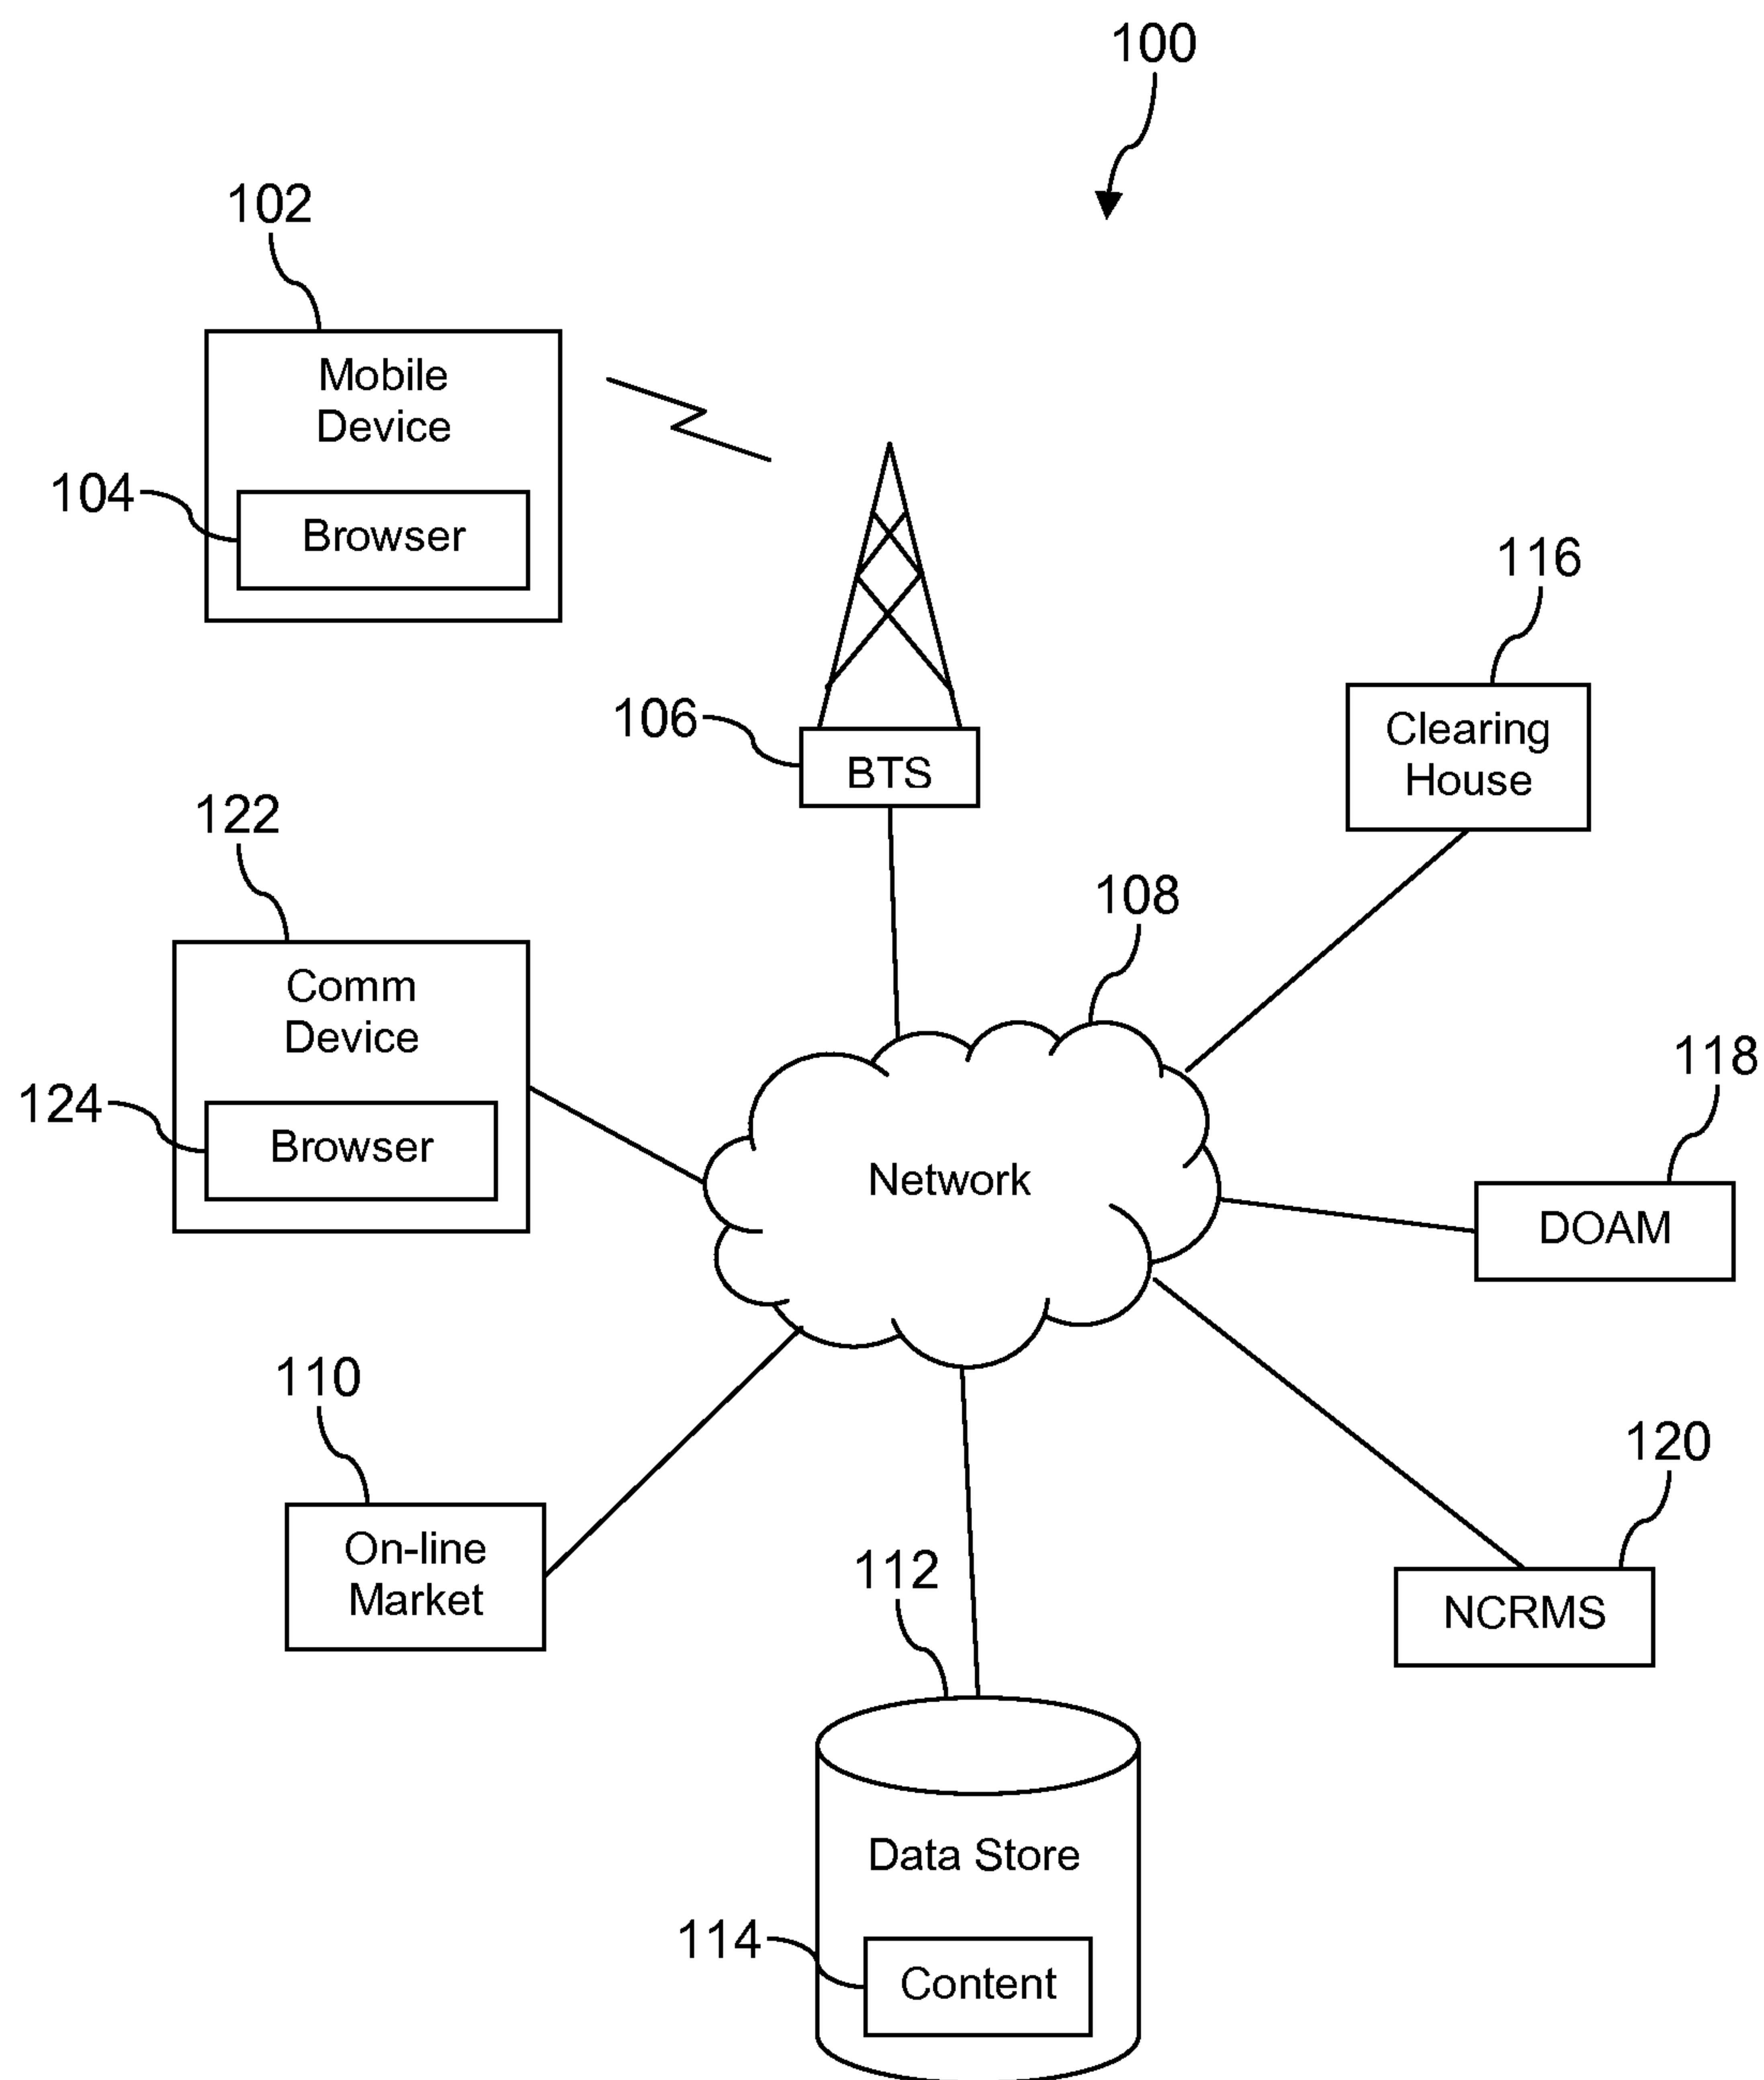 100
102
Mobile
Device
104
Browser
106
BTS
116
Clearing
House
122
Comm
Device
124
Browser
108
Network
118
DOAM
110
On-line
Market
120
NCRMS
112
Data Store
114
Content